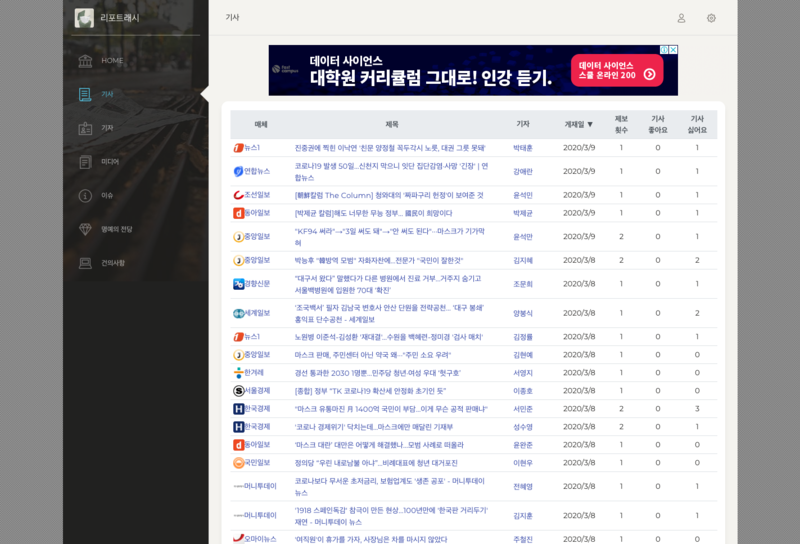 리포트래시
HOME
기사
기자
미디어
이슈
명예의 전당
건의사항
기사
데이터 사이언스
대학원 커리큘럼 그대로! 인강 듣기.
데이터 사이언스
스쿨 온라인 200
매체 제목 기자 게재일 ▼ 제보 횟수 기사 좋아요 기사 싫어요
뉴스1 진중권에 찍힌 이낙연 '친문 양정철 꼭두각시 노릇, 대권 그릇 못돼' 박태훈 2020/3/9 1 0 1
연합뉴스 코로나19 발생 50일…신천지 막으니 잇단 집단감염·사망 '긴장' | 연
합뉴스 강애란 2020/3/9 1 0 1
조선일보 [朝鮮칼럼 The Column] 청와대의 '짜파구리 헌정'이 보여준 것 윤석민 2020/3/9 1 0 1
동아일보 [박제균 칼럼]해도 너무한 무능 정부… 國民이 희망이다 박제균 2020/3/9 1 0 1
중앙일보 "KF94 써라"→"3일 써도 돼"→"안 써도 된다"…마스크가 기가막
혀 윤석만 2020/3/9 2 0 1
중앙일보 박능후 "韓방역 모범" 자화자찬에…전문가 "국민이 잘한것" 김지혜 2020/3/8 2 0 2
경향신문 "대구서 왔다" 말했다가 다른 병원에서 진료 거부…거주지 숨기고
서울백병원에 입원한 70대 '확진' 조문희 2020/3/8 1 0 1
세계일보 '조국백서' 필자 김남국 변호사 안산 단원을 전략공천… '대구 봉쇄'
홍익표 단수공천 - 세계일보 양봉식 2020/3/8 1 0 2
뉴스1 노원병 이준석-김성환 '재대결'…수원을 백혜련-정미경 '검사 매치' 김정률 2020/3/8 1 0 1
중앙일보 마스크 판매, 주민센터 아닌 약국 왜…"주민 소요 우려" 김현예 2020/3/8 1 0 0
한겨레 경선 통과한 2030 1명뿐…민주당 청년·여성 우대 '헛구호' 서영지 2020/3/8 1 0 0
서울경제 [종합] 정부 "TK 코로나19 확산세 안정화 초기인 듯" 이종호 2020/3/8 1 0 1
한국경제 "마스크 유통마진 月 1400억 국민이 부담…이게 무슨 공적 판매냐" 서민준 2020/3/8 2 0 3
한국경제 '코로나 경제위기' 닥치는데…마스크에만 매달린 기재부 성수영 2020/3/8 2 0 1
동아일보 '마스크 대란' 대만은 어떻게 해결했나…모범 사례로 떠올라 윤완준 2020/3/8 1 0 0
국민일보 정의당 "우린 내로남불 아냐"…비례대표에 청년 대거포진 이현우 2020/3/8 1 0 0
머니투데이 코로나보다 무서운 초저금리, 보험업계도 '생존 공포' - 머니투데이
뉴스 전혜영 2020/3/8 1 0 1
머니투데이 '1918 스페인독감' 참극이 만든 현상…100년만에 '한국판 거리두기'
재연 - 머니투데이 뉴스 김지훈 2020/3/8 1 0 1
오마이뉴스 '여직원'이 휴가를 가자, 사장님은 차를 마시지 않았다 주철진 2020/3/8 1 0 0